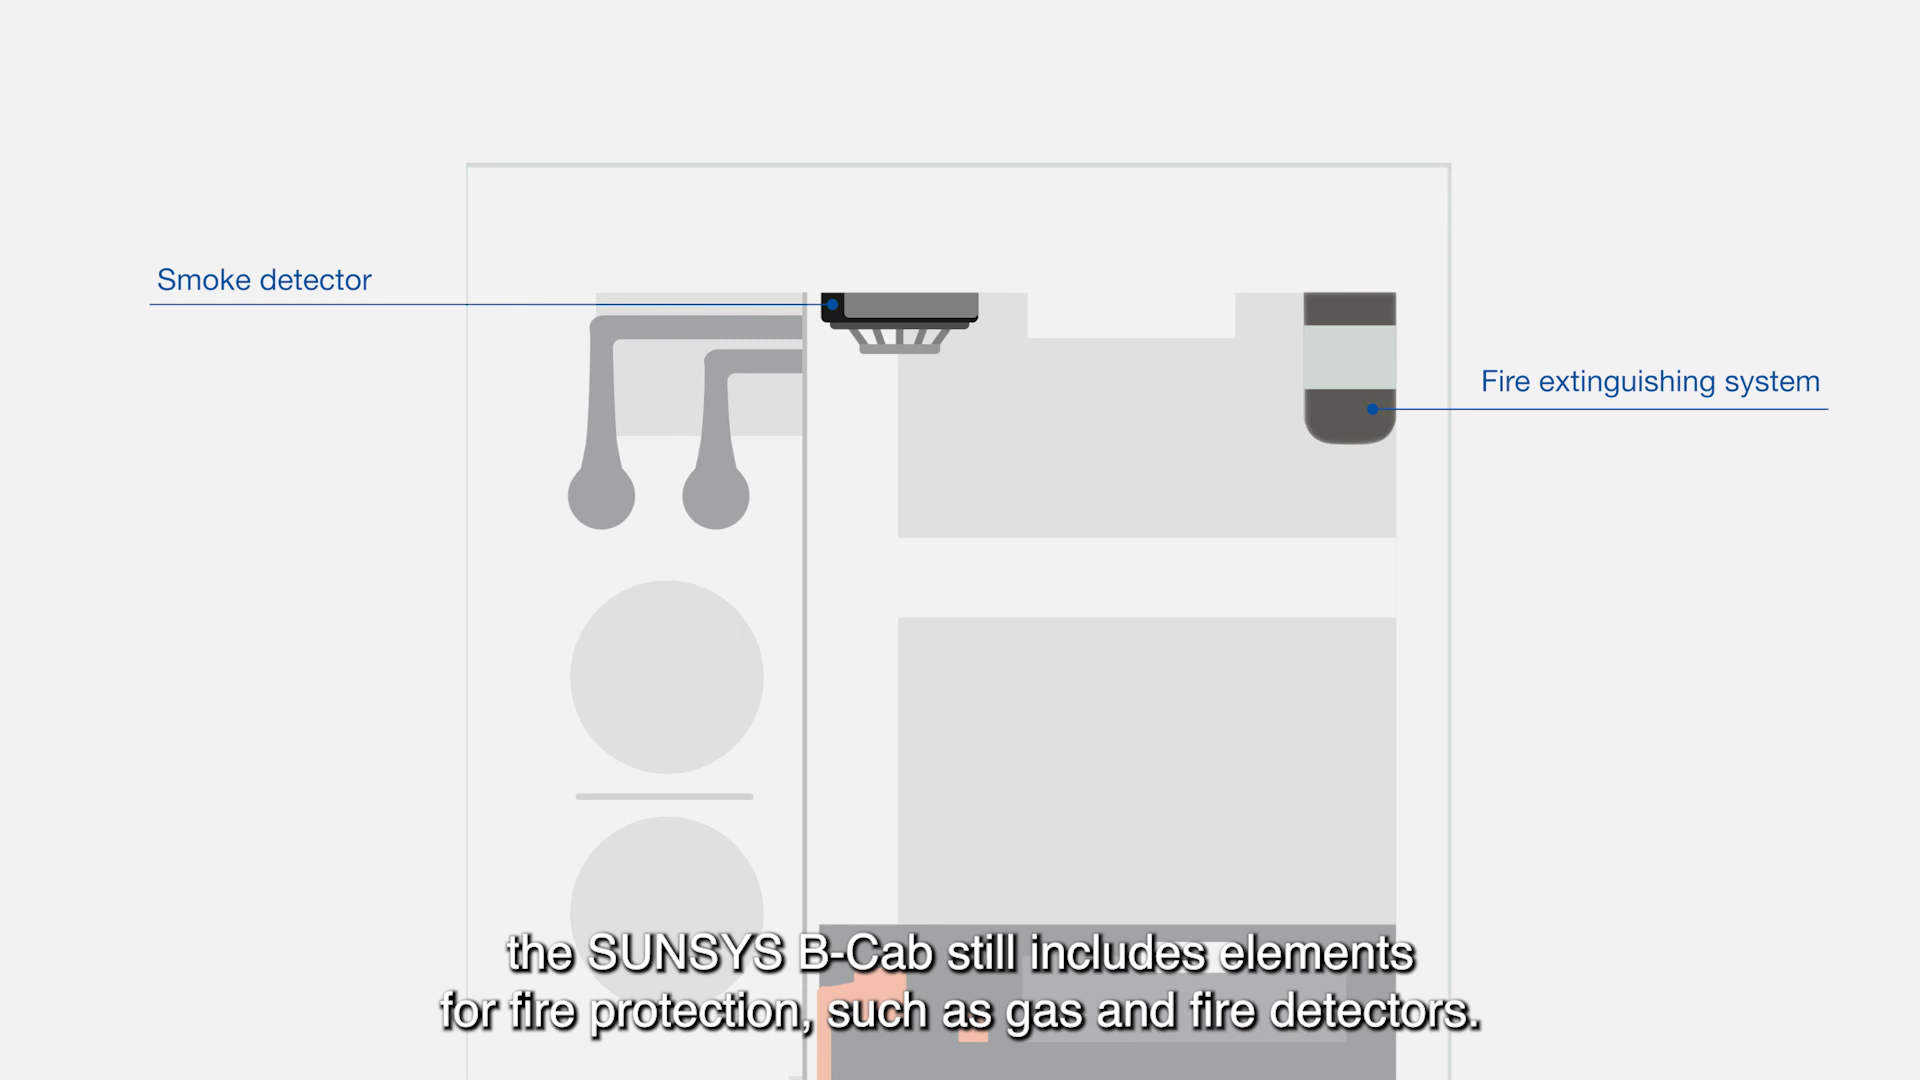 Smoke detector
Fire extinguishing system
the SUNSYS B-Cab still includes elements
for fire protection, such as gas and fire detectors.